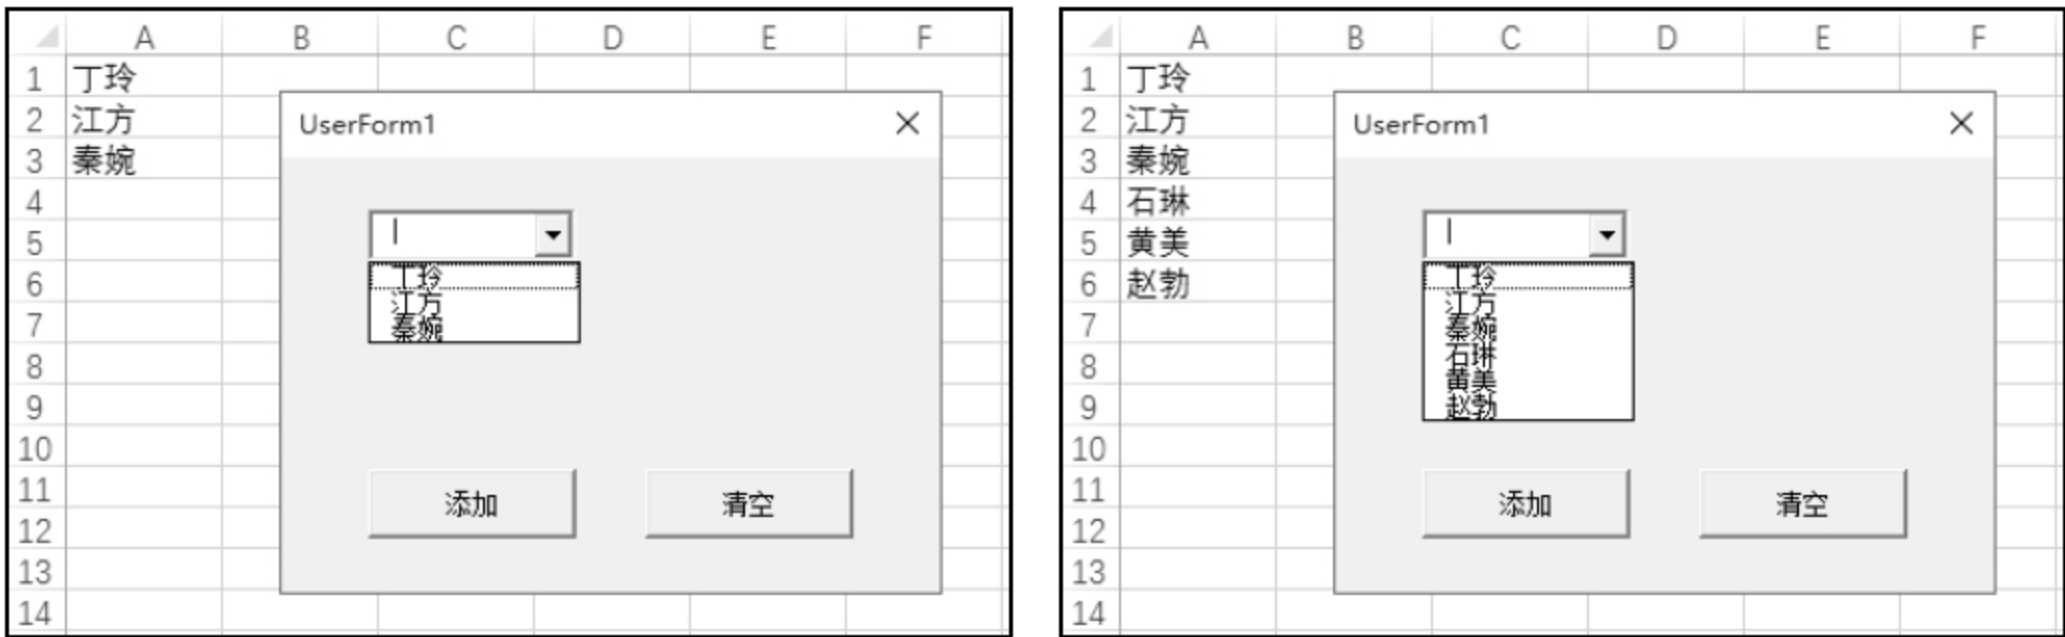 A B C D E F
1 丁玲
2 江方
3 秦婉
4
5
6
7
8
9
10
11
12
13
14
UserForm1
丁玲
江方
秦婉
添加 清空
A B C D E F
1 丁玲
2 江方
3 秦婉
4 石琳
5 黄美
6 赵勃
7
8
9
10
11
12
13
14
UserForm1
丁玲
江方
秦婉
石琳
黄美
赵勃
添加 清空